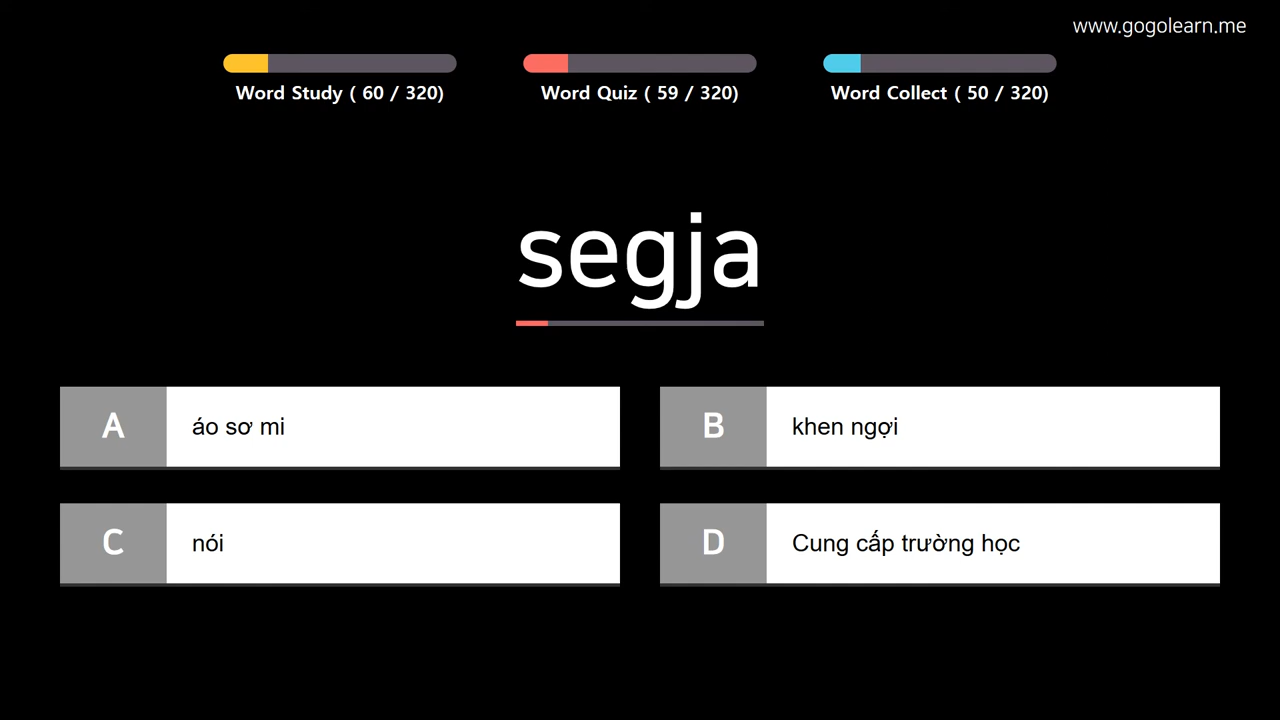 www.gogolearn.me
Word Study ( 60 / 320)
Word Quiz ( 59 / 320)
Word Collect ( 50 / 320)
segja
A áo sơ mi
B khen ngợi
C nói
D Cung cấp trường học